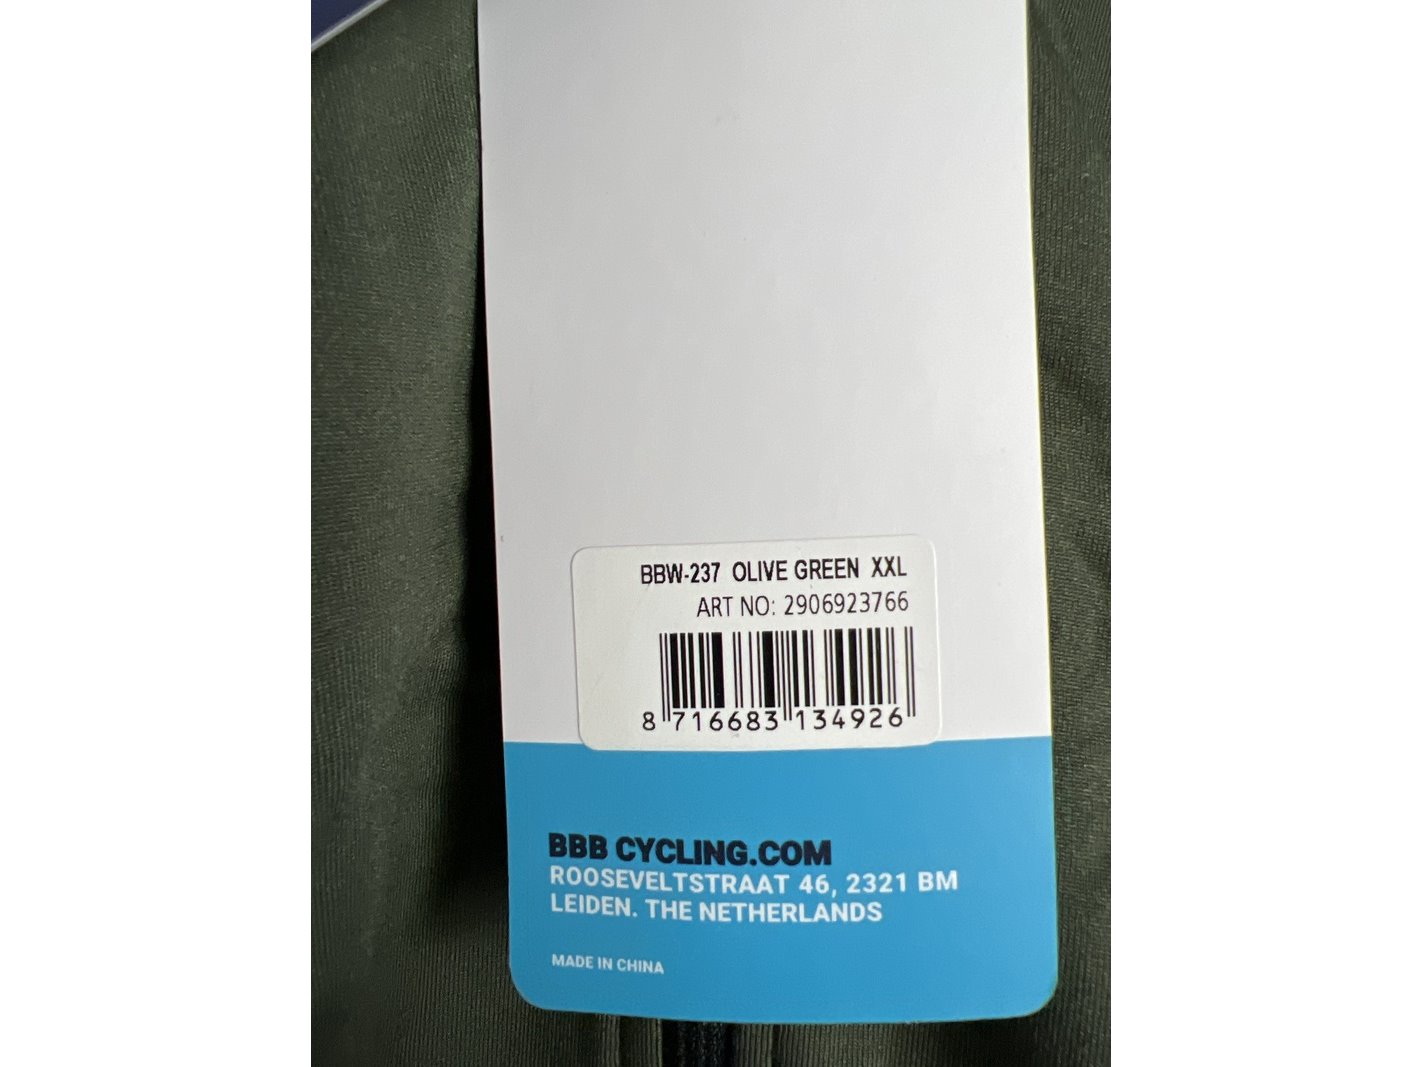 BBW-237 OLIVE GREEN XXL
ART NO: 2906923766
8 716683 134926
BBB CYCLING.COM
ROOSEVELTSTRAAT 46, 2321 BM
LEIDEN. THE NETHERLANDS
MADE IN CHINA